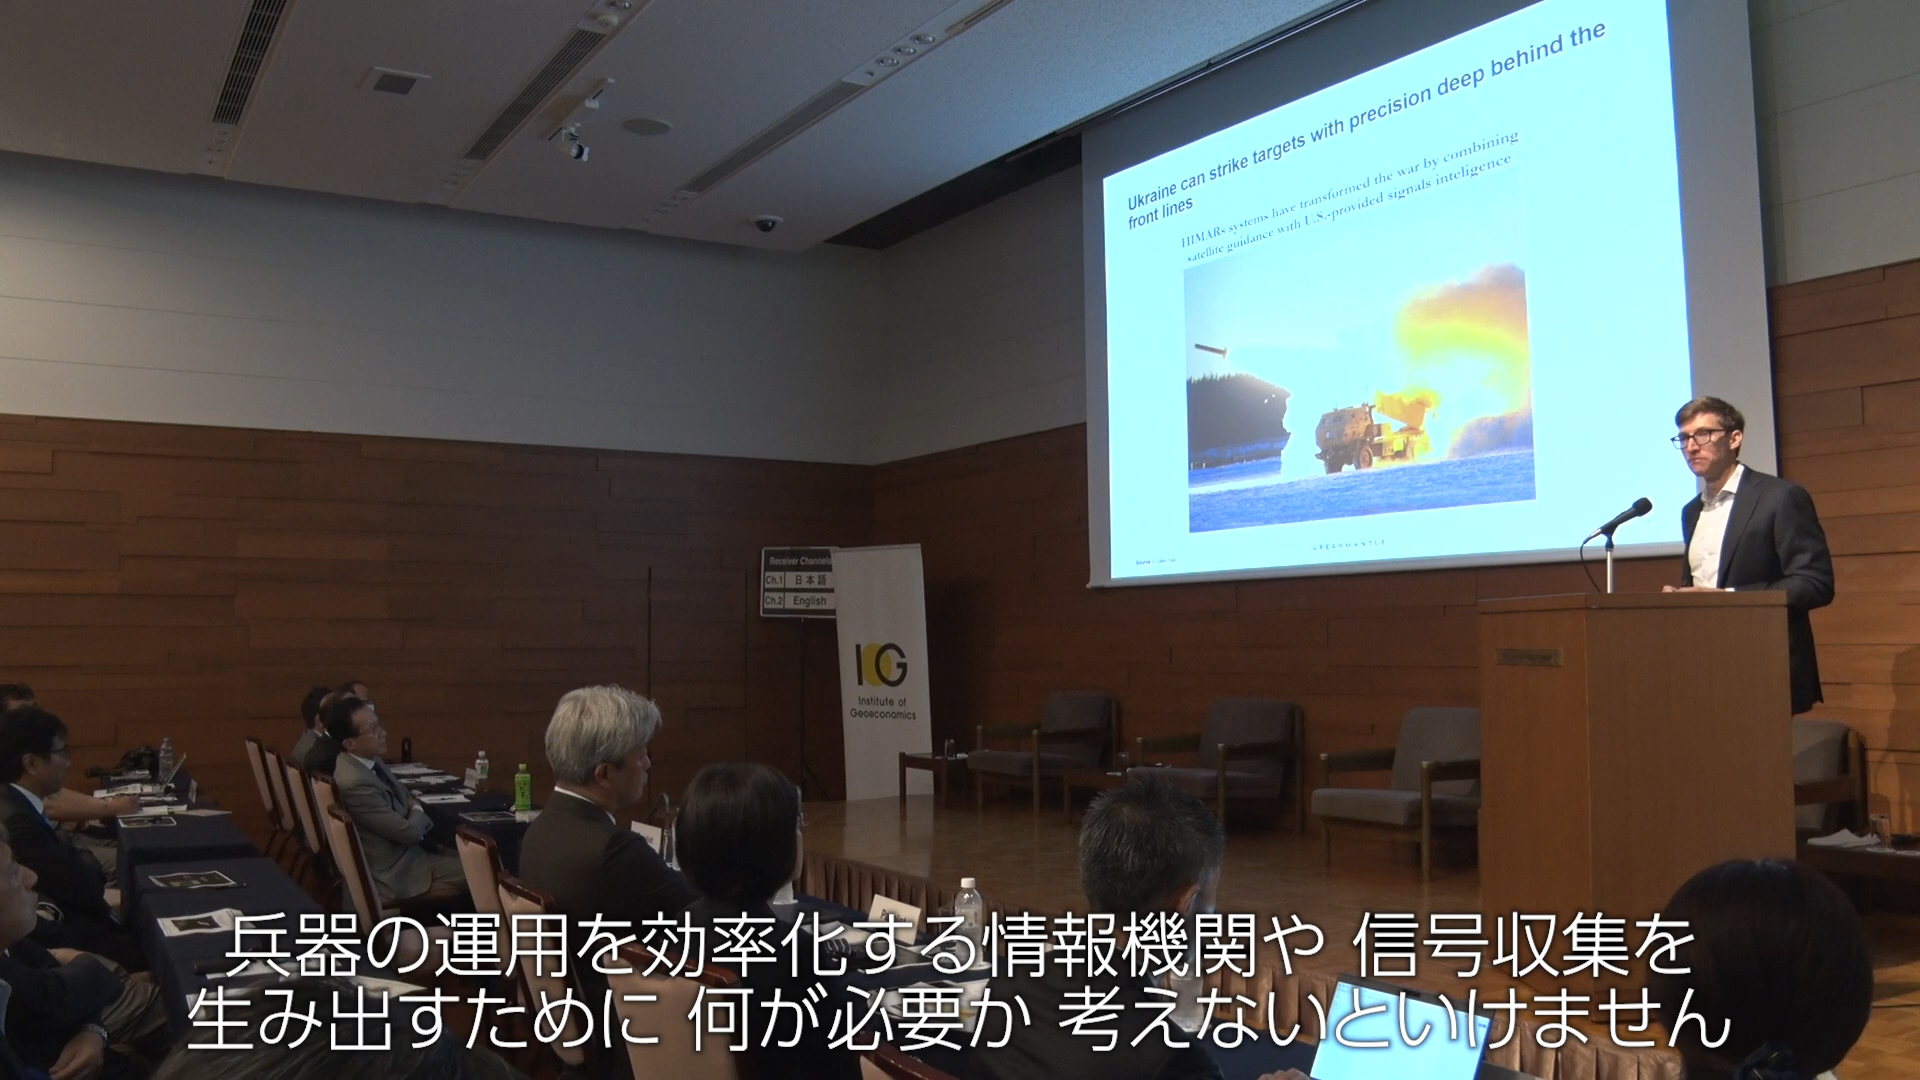 Ukraine can strike targets with precision deep behind the
front lines
HIMARs systems have transformed the war by combining
satellite guidance with U.S.-provided signals inteligence
GREENMANTLE
Receiver Channels
Ch.1 日本語
Ch.2 English
IOG
Institute of
Geoeconomics
兵器の運用を効率化する情報機関や 信号収集を
生み出すために 何が必要か 考えないといけません